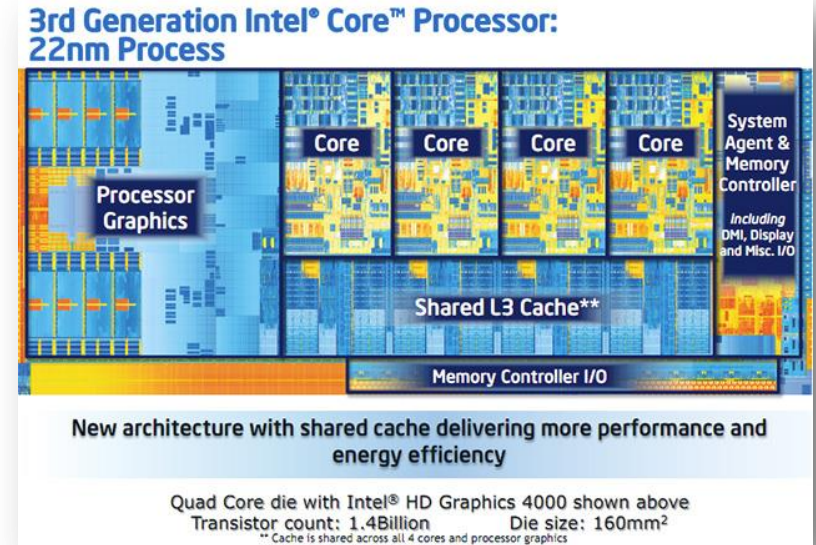 3rd Generation Intel® Core™ Processor:
22nm Process
Processor
Graphics
Core
Core
Core
Core
System
Agent &
Memory
Controller
Including
DMI, Display
and Misc. I/O
Shared L3 Cache**
Memory Controller I/O
New architecture with shared cache delivering more performance and
energy efficiency
Quad Core die with Intel® HD Graphics 4000 shown above
Transistor count: 1.4Billion Die size: 160mm²
** Cache is shared across all 4 cores and processor graphics